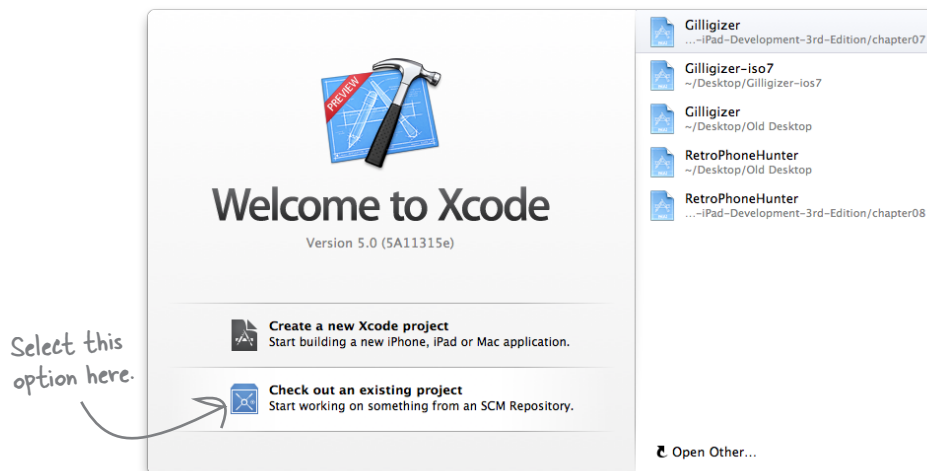 PREVIEW
Welcome to Xcode
Version 5.0 (5A11315e)
Create a new Xcode project
Start building a new iPhone, iPad or Mac application.
Check out an existing project
Start working on something from an SCM Repository.
Select this
option here.
Gilligizer
...-iPad-Development-3rd-Edition/chapter07
Gilligizer-iso7
~/Desktop/Gilligizer-ios7
Gilligizer
~/Desktop/Old Desktop
RetroPhoneHunter
~/Desktop/Old Desktop
RetroPhoneHunter
...-iPad-Development-3rd-Edition/chapter08
Open Other...